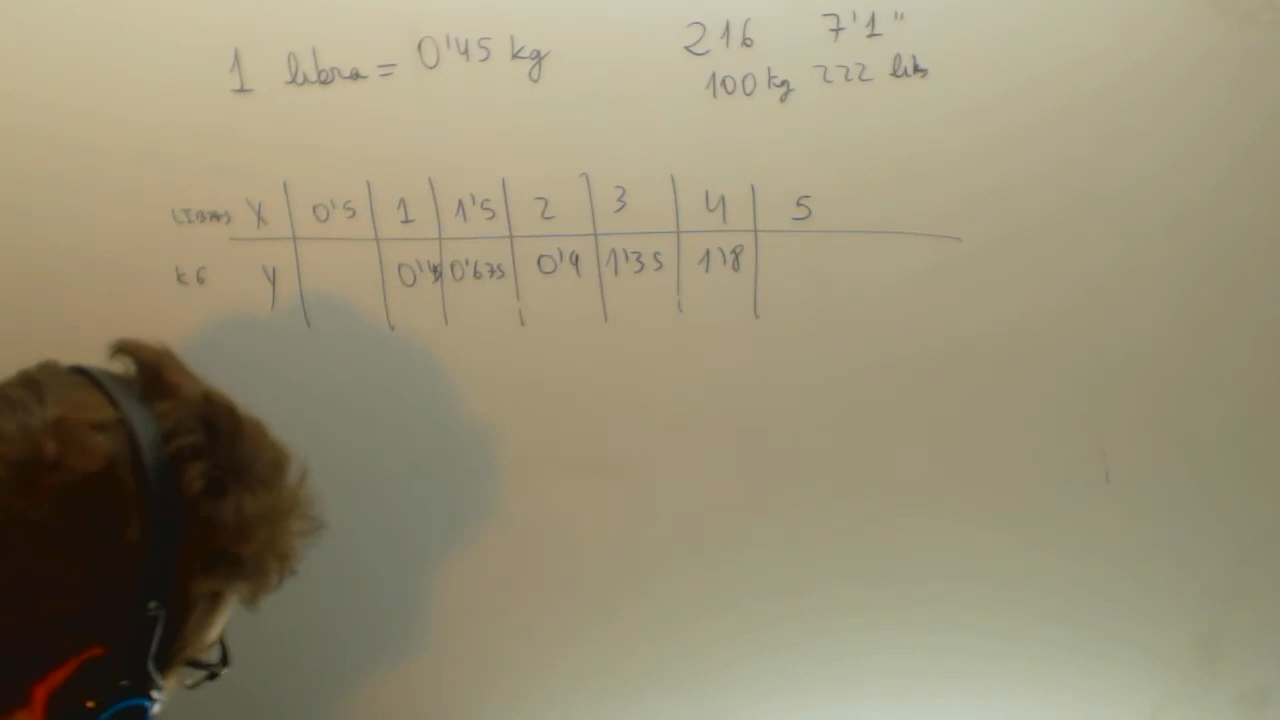 1 libra = 0'45 kg
216 7'1"
100 kg 222 libs
LIBRAS X 0'5 1 1'5 2 3 4 5
KG Y 0'45 0'675 0'9 1'35 1'8